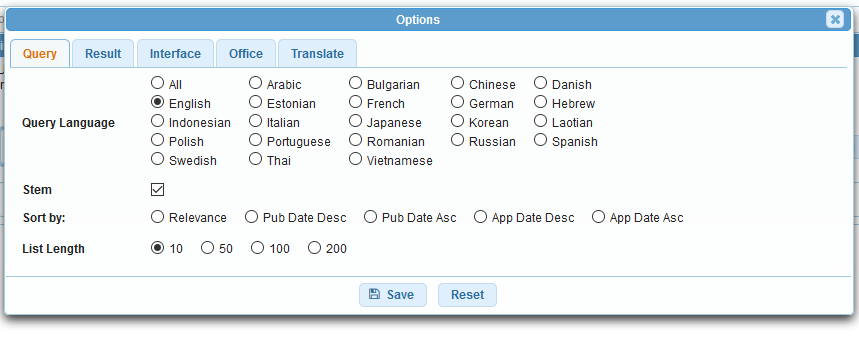 Options
Query Result Interface Office Translate
All Arabic Bulgarian Chinese Danish
English Estonian French German Hebrew
Query Language Indonesian Italian Japanese Korean Laotian
Polish Portuguese Romanian Russian Spanish
Swedish Thai Vietnamese
Stem
Sort by: Relevance Pub Date Desc Pub Date Asc App Date Desc App Date Asc
List Length 10 50 100 200
Save Reset